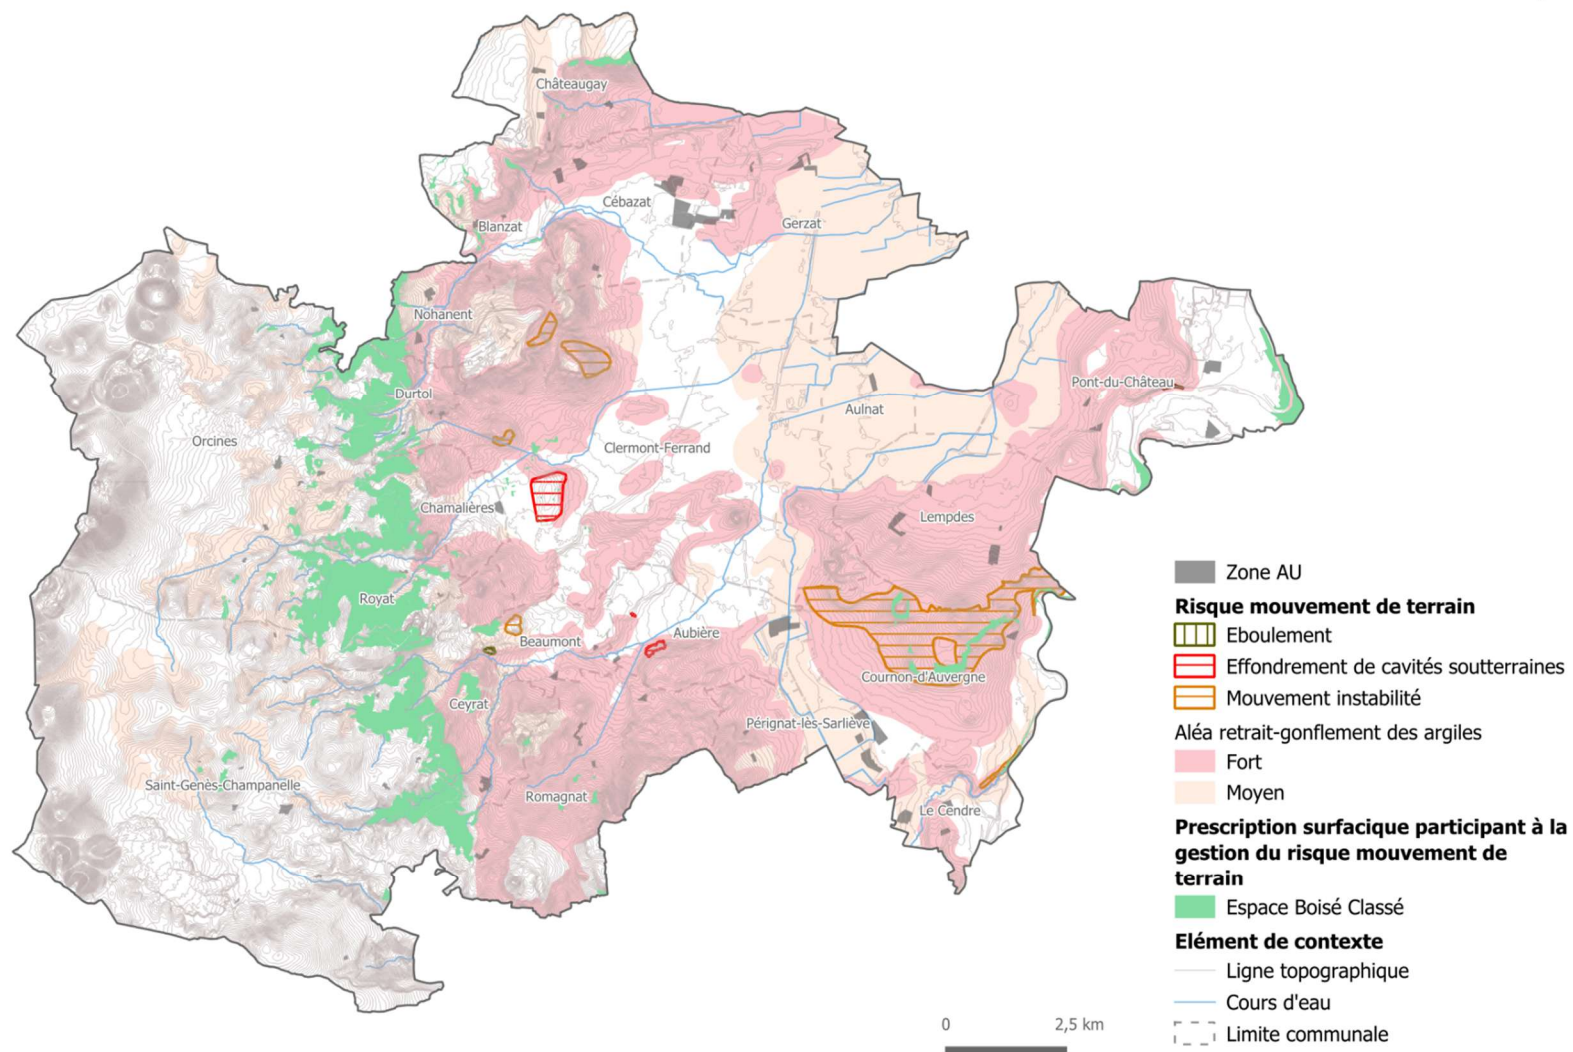 Châteaugay
Cébazat
Gerzat
Blanzat
Nohanent
Pont-du-Château
Durtol
Aulnat
Orcines
Clermont-Ferrand
Chamalières
Lempdes
Royat
Aubière
Beaumont
Cournon-d'Auvergne
Ceyrat
Pérignat-lès-Sarliève
Saint-Genès-Champanelle
Romagnat
Le Cendre
Zone AU
Risque mouvement de terrain
Eboulement
Effondrement de cavités soutterraines
Mouvement instabilité
Aléa retrait-gonflement des argiles
Fort
Moyen
Prescription surfacique participant à la
gestion du risque mouvement de
terrain
Espace Boisé Classé
Elément de contexte
Ligne topographique
Cours d'eau
Limite communale
0 2,5 km